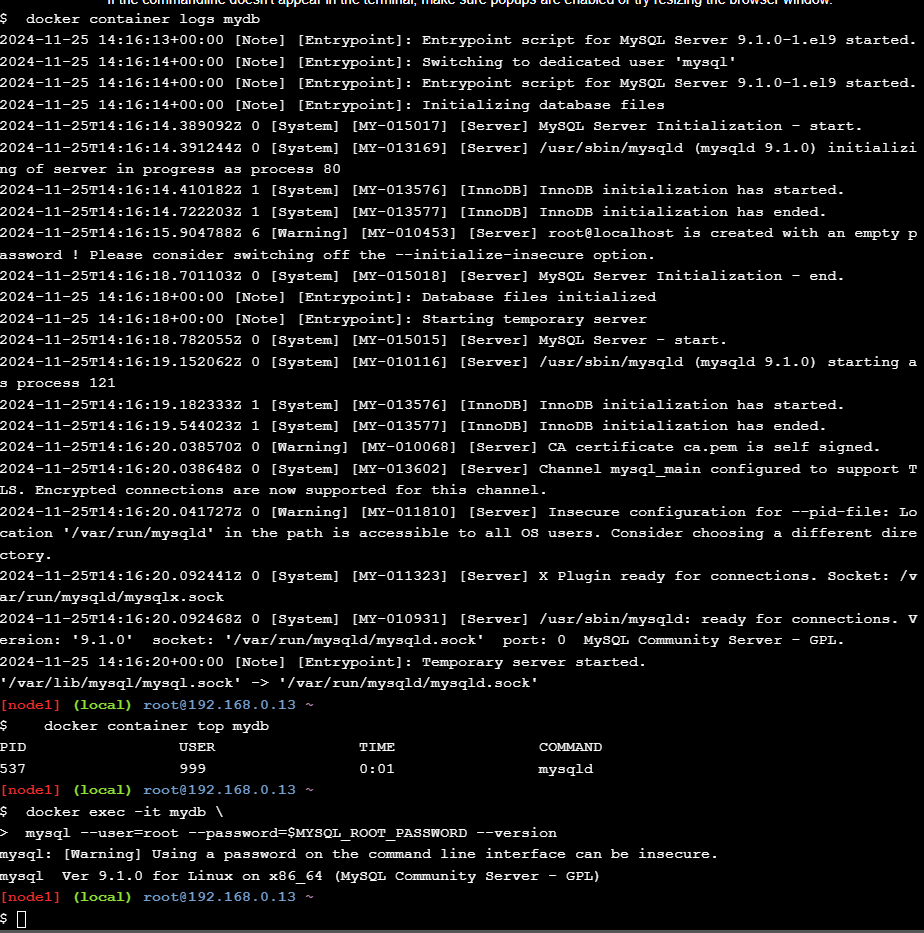 If the commandline doesn't appear in the terminal, make sure popups are enabled or try resizing the browser window.
$  docker container logs mydb
2024-11-25 14:16:13+00:00 [Note] [Entrypoint]: Entrypoint script for MySQL Server 9.1.0-1.el9 started.
2024-11-25 14:16:14+00:00 [Note] [Entrypoint]: Switching to dedicated user 'mysql'
2024-11-25 14:16:14+00:00 [Note] [Entrypoint]: Entrypoint script for MySQL Server 9.1.0-1.el9 started.
2024-11-25 14:16:14+00:00 [Note] [Entrypoint]: Initializing database files
2024-11-25T14:16:14.389092Z 0 [System] [MY-015017] [Server] MySQL Server Initialization - start.
2024-11-25T14:16:14.391244Z 0 [System] [MY-013169] [Server] /usr/sbin/mysqld (mysqld 9.1.0) initializi
ng of server in progress as process 80
2024-11-25T14:16:14.410182Z 1 [System] [MY-013576] [InnoDB] InnoDB initialization has started.
2024-11-25T14:16:14.722203Z 1 [System] [MY-013577] [InnoDB] InnoDB initialization has ended.
2024-11-25T14:16:15.904788Z 6 [Warning] [MY-010453] [Server] root@localhost is created with an empty p
assword ! Please consider switching off the --initialize-insecure option.
2024-11-25T14:16:18.701103Z 0 [System] [MY-015018] [Server] MySQL Server Initialization - end.
2024-11-25 14:16:18+00:00 [Note] [Entrypoint]: Database files initialized
2024-11-25 14:16:18+00:00 [Note] [Entrypoint]: Starting temporary server
2024-11-25T14:16:18.782055Z 0 [System] [MY-015015] [Server] MySQL Server - start.
2024-11-25T14:16:19.152062Z 0 [System] [MY-010116] [Server] /usr/sbin/mysqld (mysqld 9.1.0) starting a
s process 121
2024-11-25T14:16:19.182333Z 1 [System] [MY-013576] [InnoDB] InnoDB initialization has started.
2024-11-25T14:16:19.544023Z 1 [System] [MY-013577] [InnoDB] InnoDB initialization has ended.
2024-11-25T14:16:20.038570Z 0 [Warning] [MY-010068] [Server] CA certificate ca.pem is self signed.
2024-11-25T14:16:20.038648Z 0 [System] [MY-013602] [Server] Channel mysql_main configured to support T
LS. Encrypted connections are now supported for this channel.
2024-11-25T14:16:20.041727Z 0 [Warning] [MY-011810] [Server] Insecure configuration for --pid-file: Lo
cation '/var/run/mysqld' in the path is accessible to all OS users. Consider choosing a different dire
ctory.
2024-11-25T14:16:20.092441Z 0 [System] [MY-011323] [Server] X Plugin ready for connections. Socket: /v
ar/run/mysqld/mysqlx.sock
2024-11-25T14:16:20.092468Z 0 [System] [MY-010931] [Server] /usr/sbin/mysqld: ready for connections. V
ersion: '9.1.0'  socket: '/var/run/mysqld/mysqld.sock'  port: 0  MySQL Community Server - GPL.
2024-11-25 14:16:20+00:00 [Note] [Entrypoint]: Temporary server started.
'/var/lib/mysql/mysql.sock' -> '/var/run/mysqld/mysqld.sock'
[node1] (local) root@192.168.0.13 ~
$    docker container top mydb
PID                 USER                TIME                COMMAND
537                 999                 0:01                mysqld
[node1] (local) root@192.168.0.13 ~
$  docker exec -it mydb \
>  mysql --user=root --password=$MYSQL_ROOT_PASSWORD --version
mysql: [Warning] Using a password on the command line interface can be insecure.
mysql  Ver 9.1.0 for Linux on x86_64 (MySQL Community Server - GPL)
[node1] (local) root@192.168.0.13 ~
$